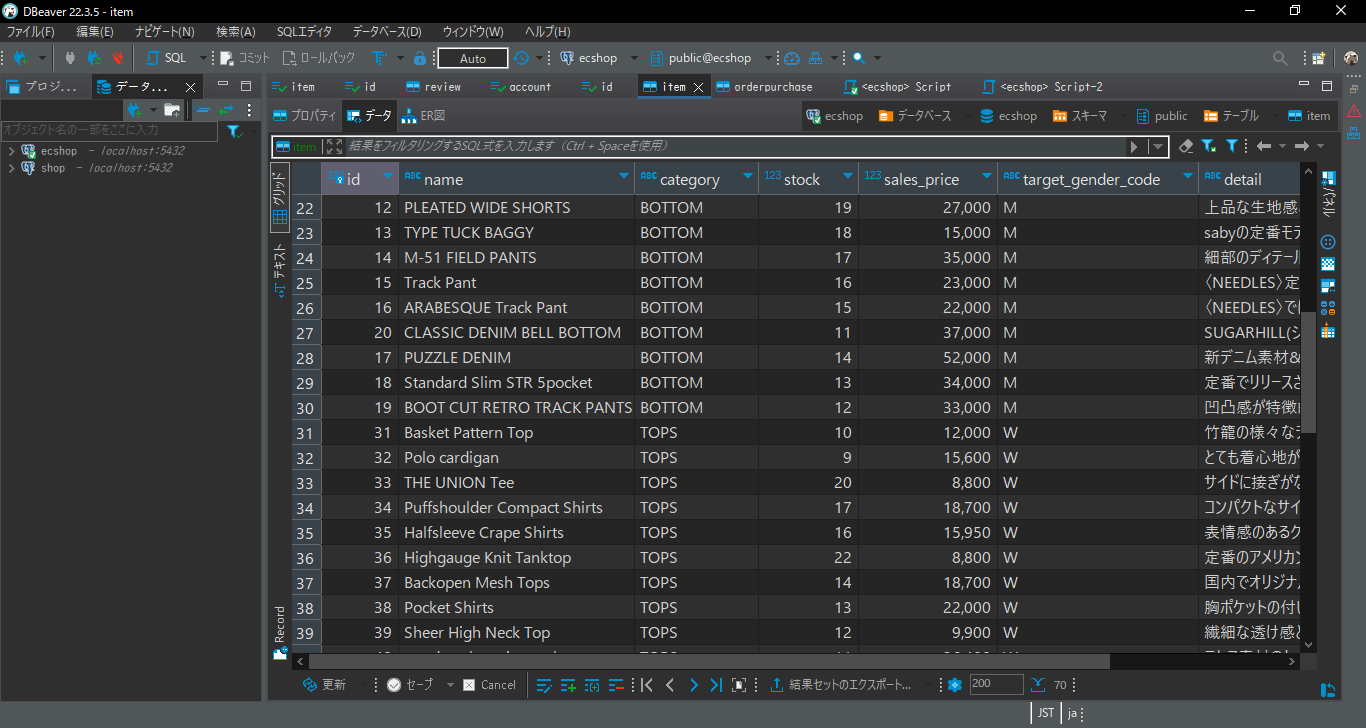 DBeaver 22.3.5 - item
ファイル(F) 編集(E) ナビゲート(N) 検索(A) SQLエディタ データベース(D) ウィンドウ(W) ヘルプ(H)
SQL コミット ロールバック Auto ecshop public@ecshop
プロジ... データ... item id review account id item orderpurchase <ecshop> Script <ecshop> Script-2
プロパティ データ ER図 ecshop データベース ecshop スキーマ public テーブル item
オブジェクト名の一部をここに入力
ecshop - localhost:5432
shop - localhost:5432
item 結果をフィルタリングするSQL式を入力します (Ctrl + Spaceを使用)
グリッド
テキスト
Record
パネル
id name category stock sales_price target_gender_code detail
22 12 PLEATED WIDE SHORTS BOTTOM 19 27,000 M 上品な生地感
23 13 TYPE TUCK BAGGY BOTTOM 18 15,000 M sabyの定番モデ
24 14 M-51 FIELD PANTS BOTTOM 17 35,000 M 細部のディテール
25 15 Track Pant BOTTOM 16 23,000 M 〈NEEDLES〉定
26 16 ARABESQUE Track Pant BOTTOM 15 22,000 M 〈NEEDLES〉で
27 20 CLASSIC DENIM BELL BOTTOM BOTTOM 11 37,000 M SUGARHILL(シ
28 17 PUZZLE DENIM BOTTOM 14 52,000 M 新デニム素材&
29 18 Standard Slim STR 5pocket BOTTOM 13 34,000 M 定番でリリースさ
30 19 BOOT CUT RETRO TRACK PANTS BOTTOM 12 33,000 M 凹凸感が特徴
31 31 Basket Pattern Top TOPS 10 12,000 W 竹籠の様々な
32 32 Polo cardigan TOPS 9 15,600 W とても着心地が
33 33 THE UNION Tee TOPS 20 8,800 W サイドに接ぎがな
34 34 Puffshoulder Compact Shirts TOPS 17 18,700 W コンパクトなサイ
35 35 Halfsleeve Crape Shirts TOPS 16 15,950 W 表情感のあるク
36 36 Highgauge Knit Tanktop TOPS 22 8,800 W 定番のアメリカン
37 37 Backopen Mesh Tops TOPS 14 18,700 W 国内でオリジナ
38 38 Pocket Shirts TOPS 13 22,000 W 胸ポケットの付
39 39 Sheer High Neck Top TOPS 12 9,900 W 繊細な透け感と
更新 セーブ Cancel 結果セットのエクスポート... 200 70
JST ja